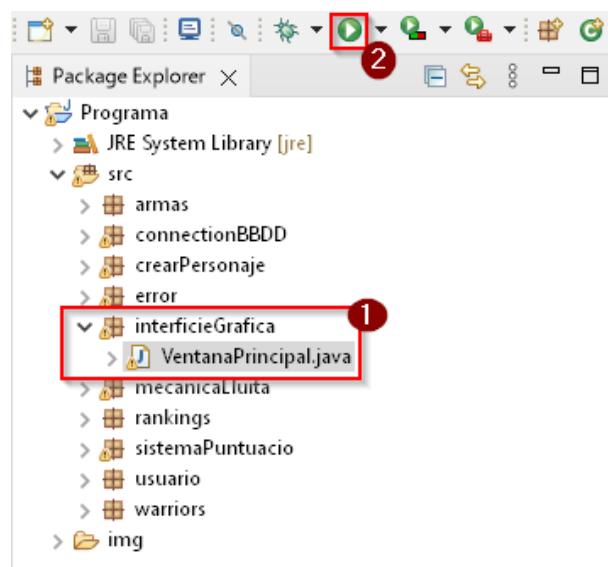 2
Package Explorer
Programa
JRE System Library [jre]
src
armas
connectionBBDD
crearPersonaje
error
1
interficieGrafica
VentanaPrincipal.java
mecanicaLluita
rankings
sistemaPuntuacio
usuario
warriors
img